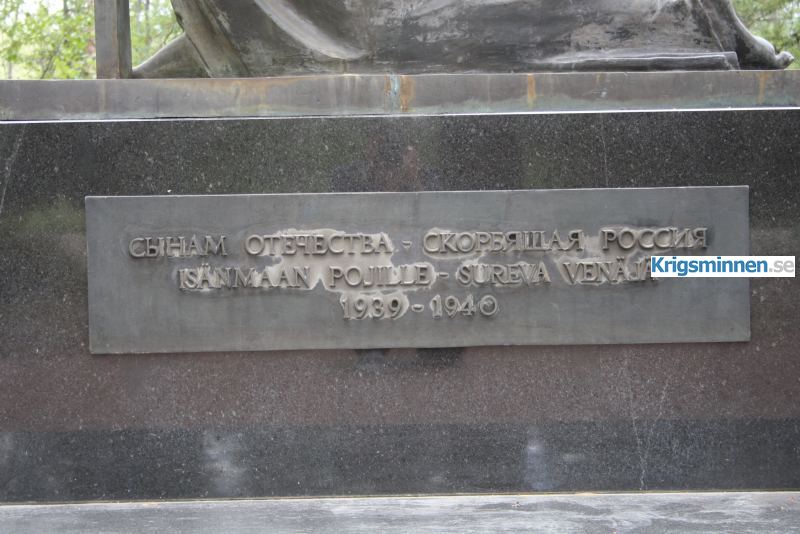 СЫНАМ ОТЕЧЕСТВА - СКОРБЯЩАЯ РОССИЯ
ISÄNMAAN POJILLE - SUREVA VENÄJÄ
1939 - 1940
Krigsminnen.se